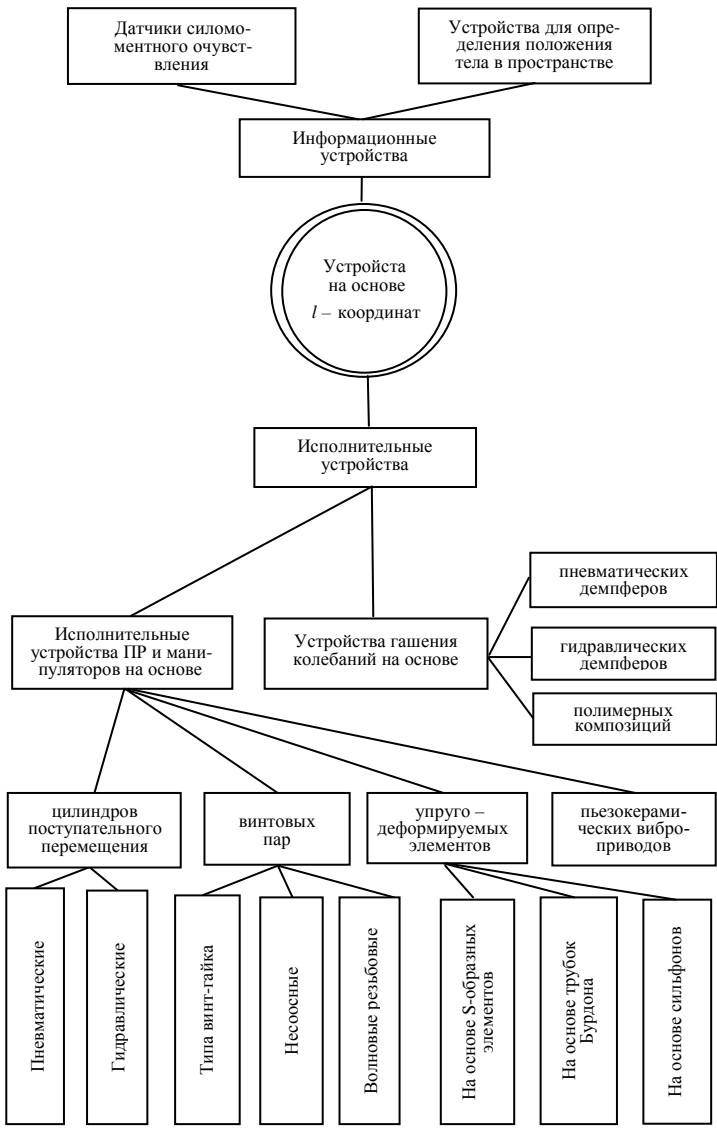 Датчики силомо-
ментного очувст-
вления
Устройства для опре-
деления положения
тела в пространстве
Информационные
устройства
Устройста
на основе
l – координат
Исполнительные
устройства
пневматических
демпферов
Исполнительные
устройства ПР и мани-
пуляторов на основе
Устройства гашения
колебаний на основе
гидравлических
демпферов
полимерных
композиций
цилиндров
поступательного
перемещения
винтовых
пар
упруго –
деформируемых
элементов
пьезокерами-
ческих вибро-
приводов
Пневматические
Гидравлические
Типа винт-гайка
Несоосные
Волновые резьбовые
На основе S-образных
элементов
На основе трубок
Бурдона
На основе сильфонов